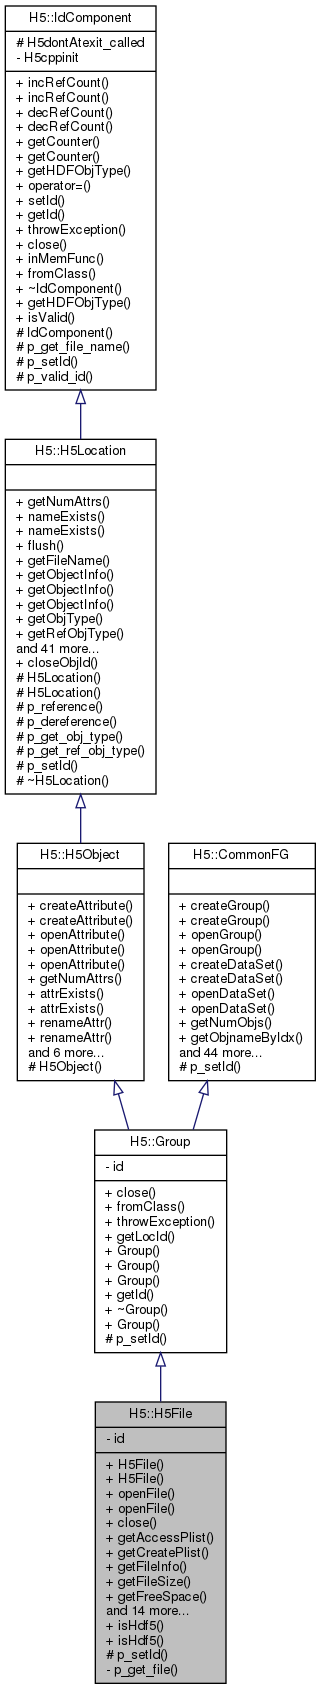 H5::IdComponent
# H5dontAtexit_called
- H5cppinit
+ incRefCount()
+ incRefCount()
+ decRefCount()
+ decRefCount()
+ getCounter()
+ getCounter()
+ getHDFObjType()
+ operator=()
+ setId()
+ getId()
+ throwException()
+ close()
+ inMemFunc()
+ fromClass()
+ ~IdComponent()
+ getHDFObjType()
+ isValid()
# IdComponent()
# p_get_file_name()
# p_setId()
# p_valid_id()
H5::H5Location
+ getNumAttrs()
+ nameExists()
+ nameExists()
+ flush()
+ getFileName()
+ getObjectInfo()
+ getObjectInfo()
+ getObjectInfo()
+ getObjType()
+ getRefObjType()
and 41 more...
+ closeObjId()
# H5Location()
# H5Location()
# p_reference()
# p_dereference()
# p_get_obj_type()
# p_get_ref_obj_type()
# p_setId()
# ~H5Location()
H5::H5Object
+ createAttribute()
+ createAttribute()
+ openAttribute()
+ openAttribute()
+ openAttribute()
+ getNumAttrs()
+ attrExists()
+ attrExists()
+ renameAttr()
+ renameAttr()
and 6 more...
# H5Object()
H5::CommonFG
+ createGroup()
+ createGroup()
+ openGroup()
+ openGroup()
+ createDataSet()
+ createDataSet()
+ openDataSet()
+ openDataSet()
+ getNumObjs()
+ getObjnameByIdx()
and 44 more...
# p_setId()
H5::Group
- id
+ close()
+ fromClass()
+ throwException()
+ getLocId()
+ Group()
+ Group()
+ Group()
+ getId()
+ ~Group()
+ Group()
# p_setId()
H5::H5File
- id
+ H5File()
+ H5File()
+ openFile()
+ openFile()
+ close()
+ getAccessPlist()
+ getCreatePlist()
+ getFileInfo()
+ getFileSize()
+ getFreeSpace()
and 14 more...
+ isHdf5()
+ isHdf5()
# p_setId()
- p_get_file()